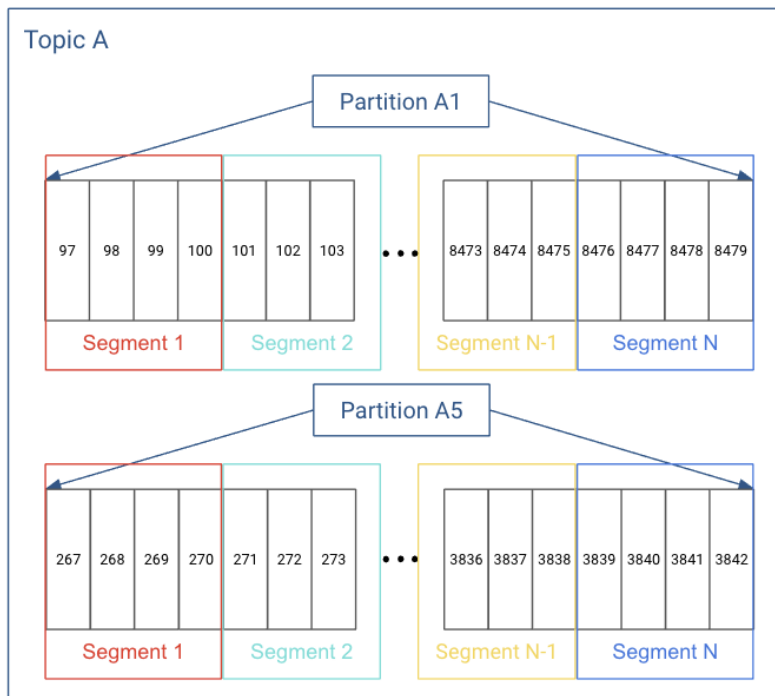 Topic A
Partition A1
97 98 99 100 101 102 103 ••• 8473 8474 8475 8476 8477 8478 8479
Segment 1 Segment 2 Segment N-1 Segment N
Partition A5
267 268 269 270 271 272 273 ••• 3836 3837 3838 3839 3840 3841 3842
Segment 1 Segment 2 Segment N-1 Segment N